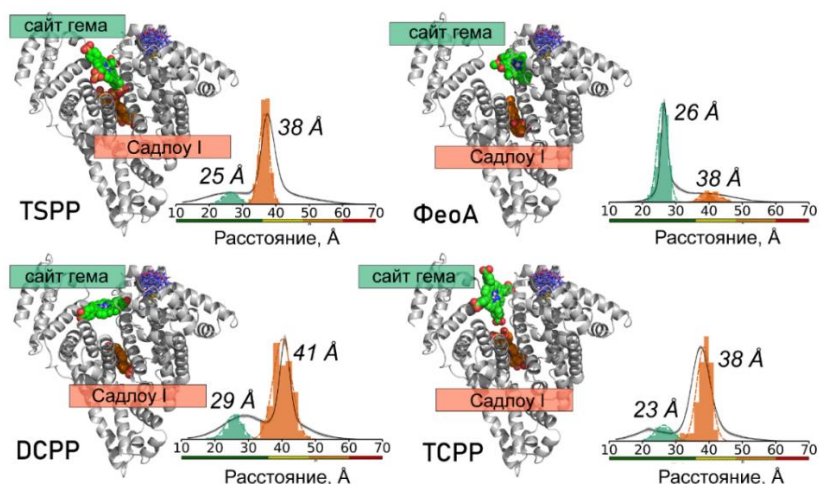 сайт гема
Садлоу I
TSPP
25 Å
38 Å
10 20 30 40 50 60 70
Расстояние, Å
сайт гема
Садлоу I
ФеоА
26 Å
38 Å
10 20 30 40 50 60 70
Расстояние, Å
сайт гема
Садлоу I
DCPP
29 Å
41 Å
10 20 30 40 50 60 70
Расстояние, Å
сайт гема
Садлоу I
TCPP
23 Å
38 Å
10 20 30 40 50 60 70
Расстояние, Å